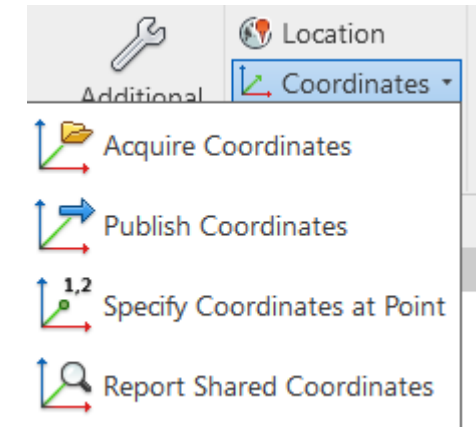 Location
Additional
Coordinates
Acquire Coordinates
Publish Coordinates
1,2
Specify Coordinates at Point
Report Shared Coordinates